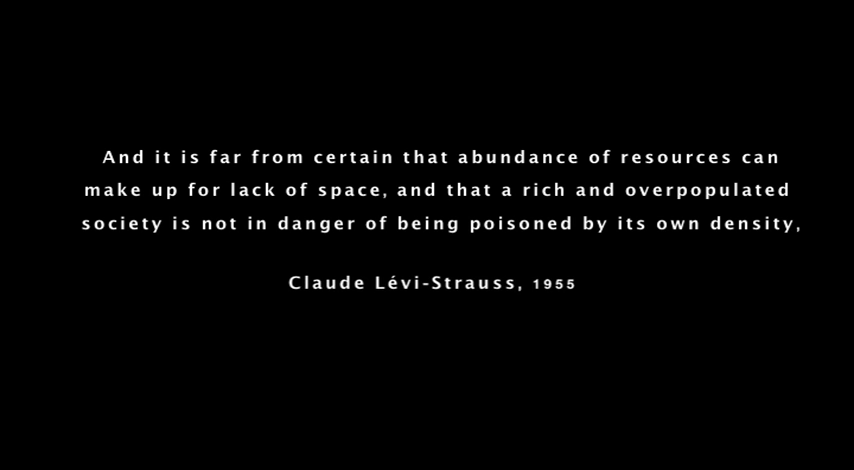 And it is far from certain that abundance of resources can
make up for lack of space, and that a rich and overpopulated
society is not in danger of being poisoned by its own density,
Claude Lévi-Strauss, 1955